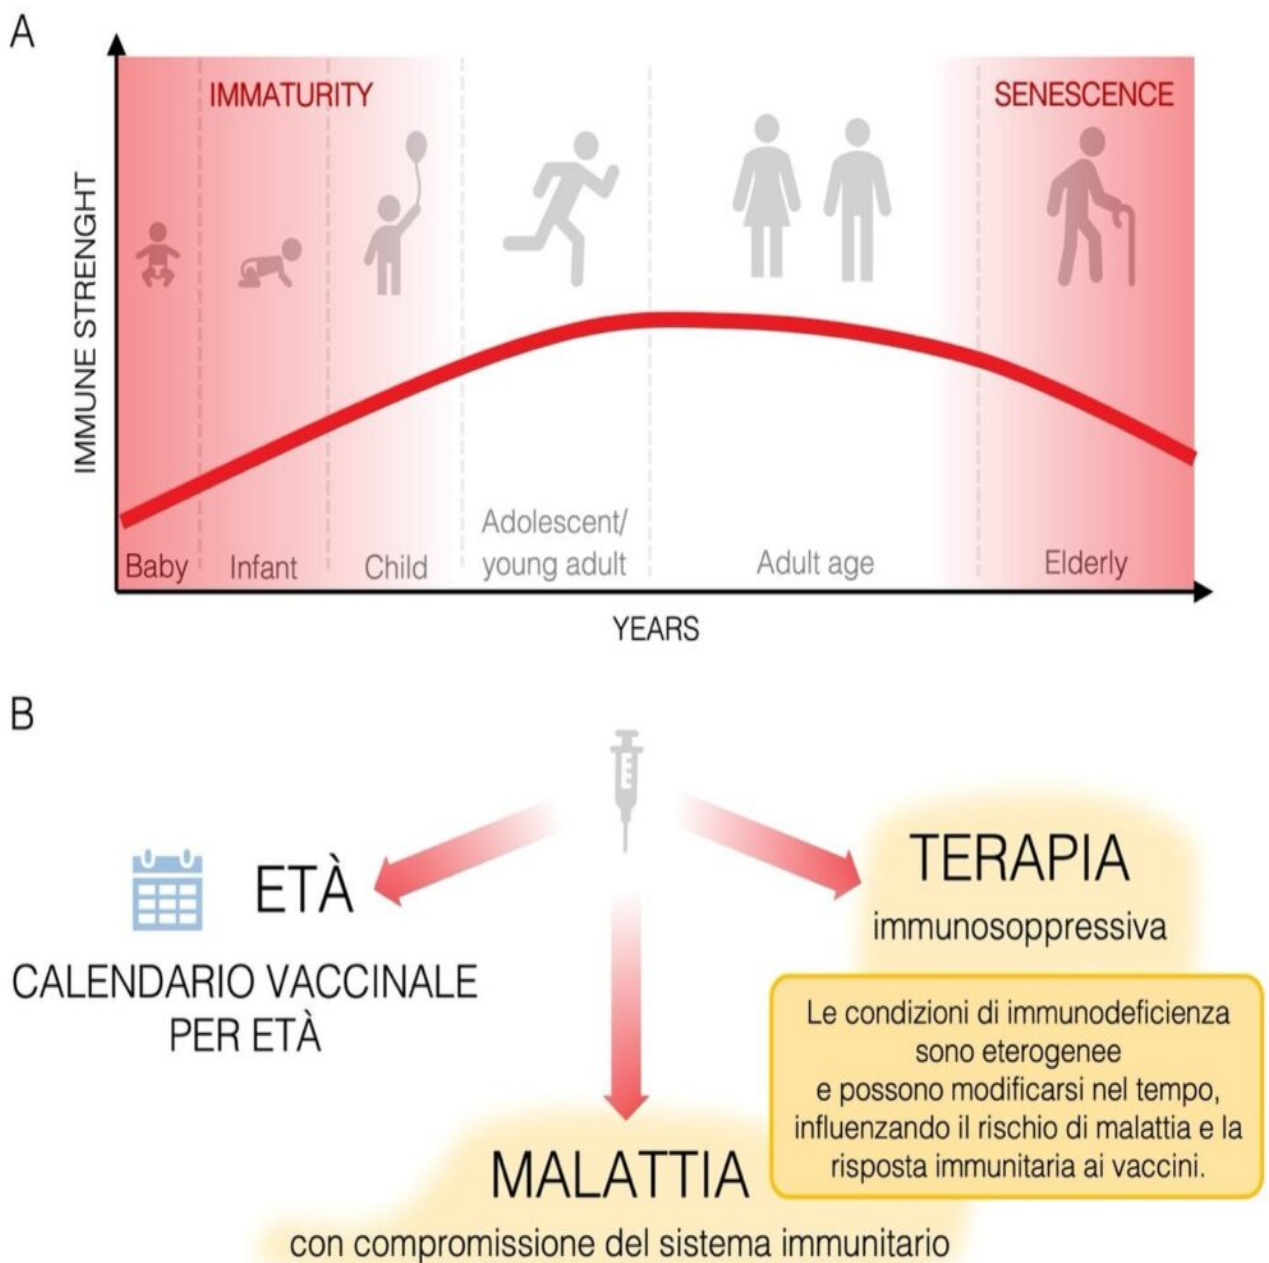 A
IMMATURITY
SENESCENCE
IMMUNE STRENGHT
Baby
Infant
Child
Adolescent/
young adult
Adult age
Elderly
YEARS
B
ETÀ
CALENDARIO VACCINALE
PER ETÀ
TERAPIA
immunosoppressiva
Le condizioni di immunodeficienza
sono eterogenee
e possono modificarsi nel tempo,
influenzando il rischio di malattia e la
risposta immunitaria ai vaccini.
MALATTIA
con compromissione del sistema immunitario